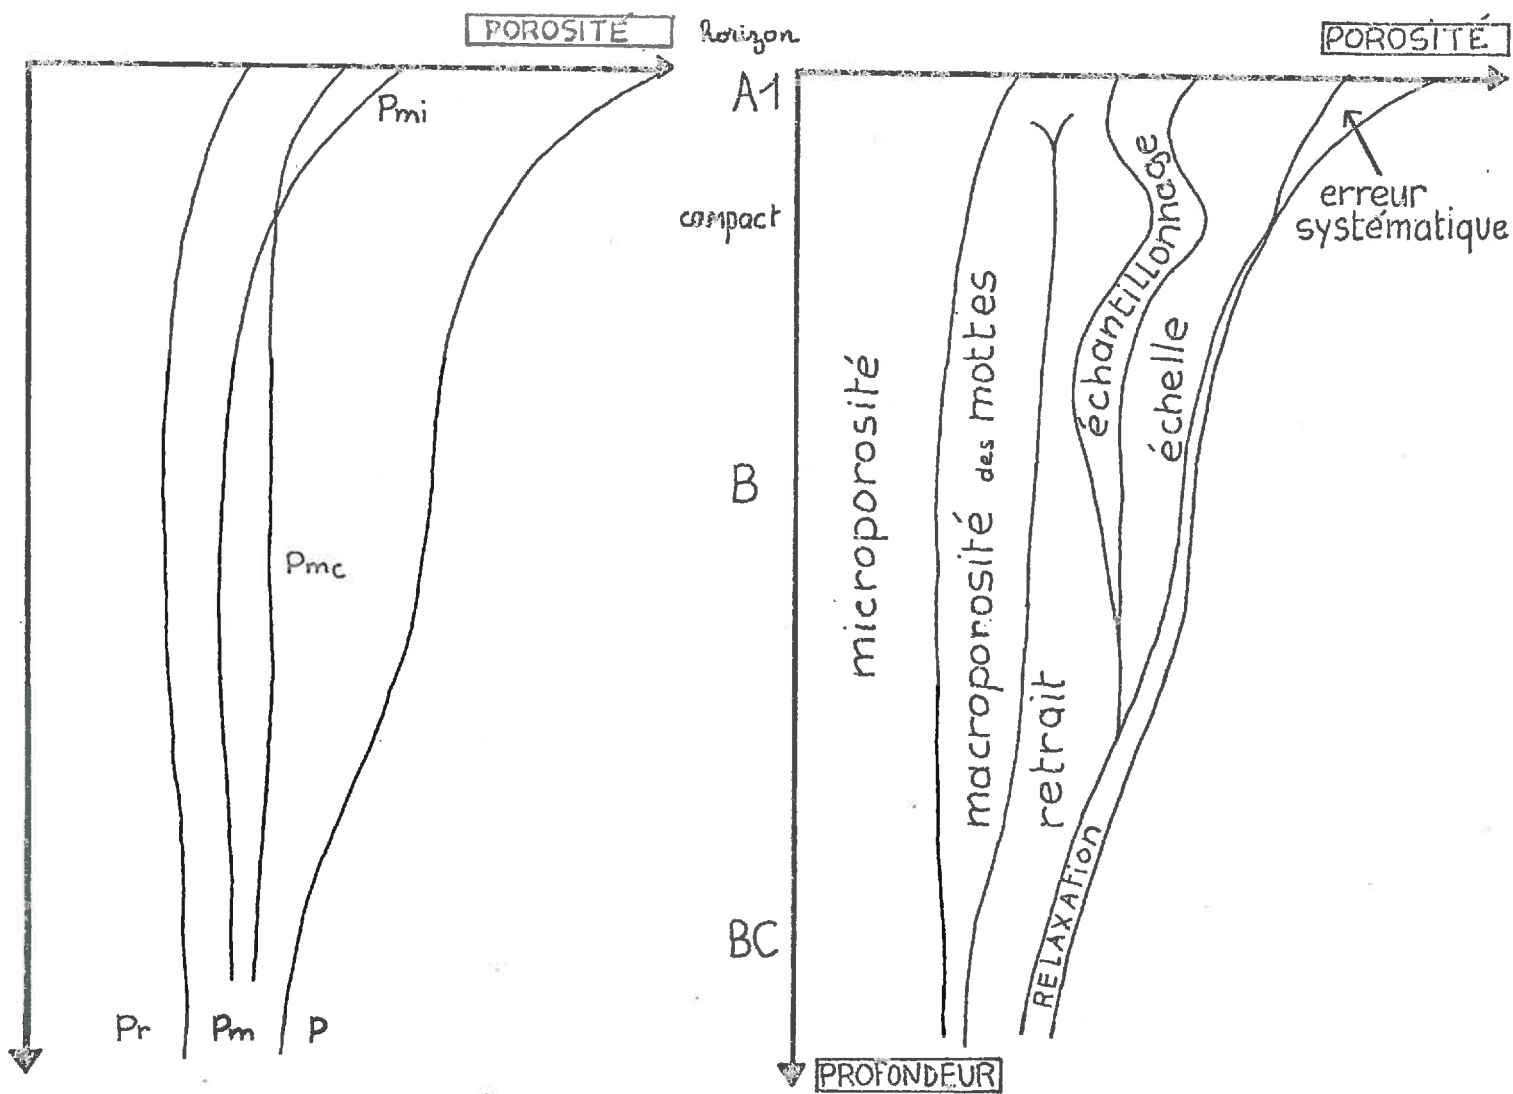 POROSITÉ
Horizon
POROSITÉ
A1
Pmi
erreur
systématique
compact
échantillonnage
échelle
microporosité
macroporosité des mottes
B
Pmc
retrait
RELAXATION
BC
Pr
Pm
P
PROFONDEUR